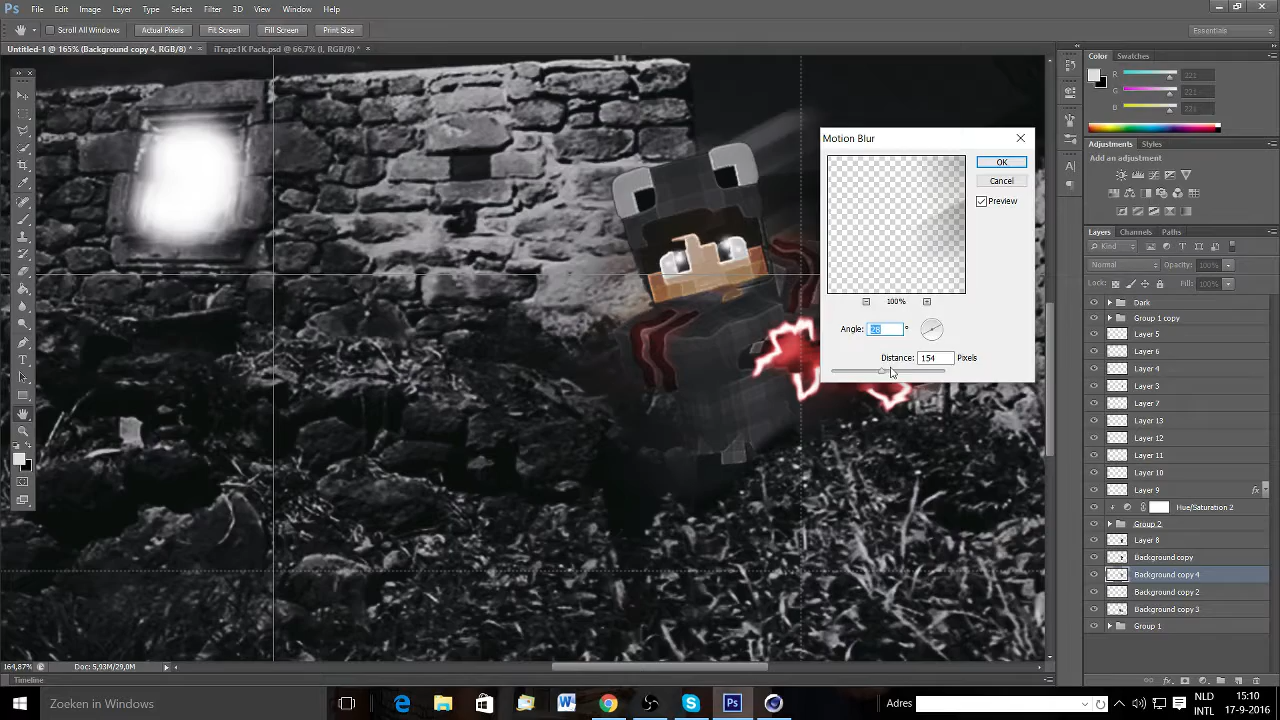 Ps File Edit Image Layer Type Select Filter 3D View Window Help
Scroll All Windows Actual Pixels Fit Screen Fill Screen Print Size Essentials
Untitled-1 @ 165% (Background copy 4, RGB/8) * × iTrapz1K Pack.psd @ 66,7% (I, RGB/8) * ×
Color Swatches
R 221
G 221
B 221
Motion Blur
OK
Cancel
Preview
100%
Angle: 28 °
Distance: 154 Pixels
Adjustments Styles
Add an adjustment
Layers Channels Paths
Kind
Normal Opacity: 100%
Lock: Fill: 100%
Dark
Group 1 copy
Layer 5
Layer 6
Layer 4
Layer 3
Layer 7
Layer 13
Layer 12
Layer 11
Layer 10
Layer 9 fx
Hue/Saturation 2
Group 2
Layer 8
Background copy
Background copy 4
Background copy 2
Background copy 3
Group 1
164,87% Doc: 5,93M/29,0M
Timeline
Zoeken in Windows
Adres
NLD
INTL
15:10
17-9-2016